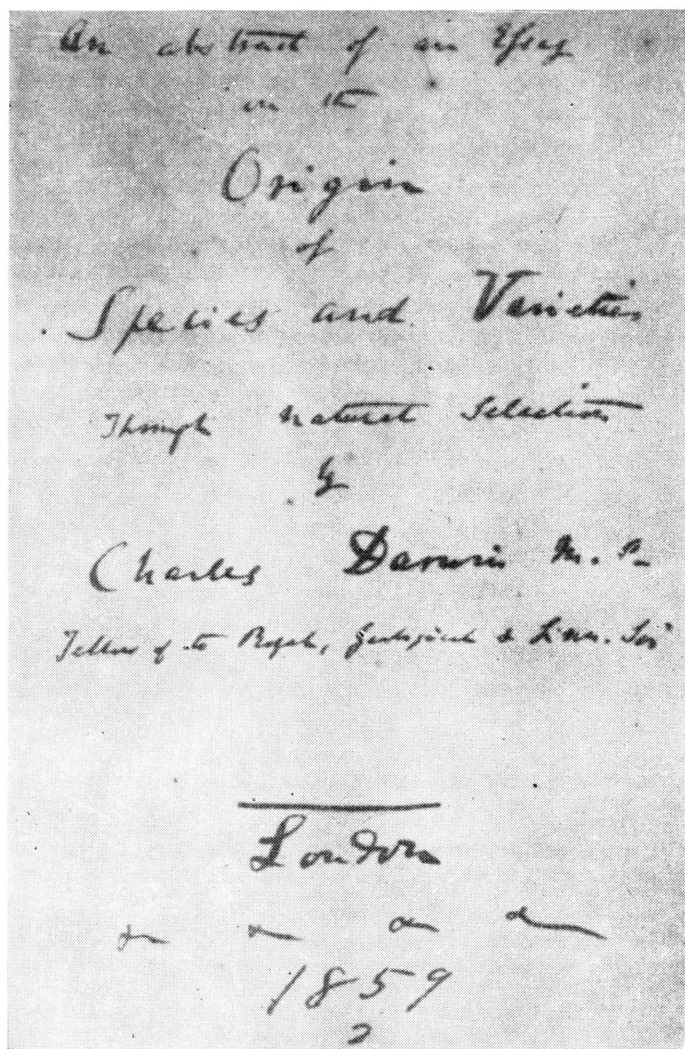 An abstract of an Essay
on the
Origin
of
Species and Varieties
Through Natural Selection
by
Charles Darwin M. A
Fellow of the Royal, Geological & Linn. Soc
London
&c &c &c &c
1859